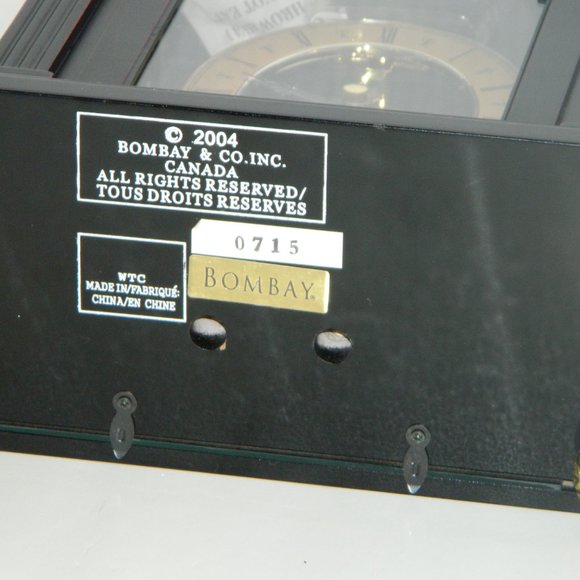 © 2004
BOMBAY & CO.INC.
CANADA
ALL RIGHTS RESERVED/
TOUS DROITS RESERVES
0715
BOMBAY®
WTC
MADE IN/FABRIQUÉ:
CHINA/EN CHINE